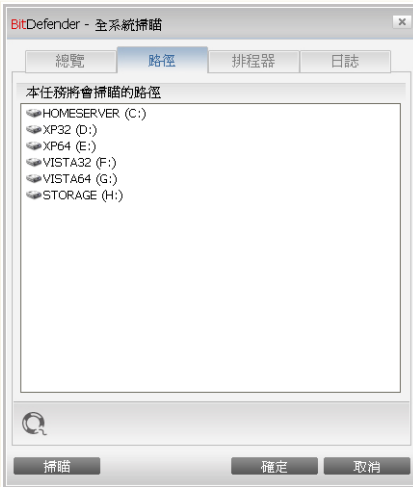 BitDefender - 全系統掃瞄
總覽 路徑 排程器 日誌
本任務將會掃瞄的路徑
HOMESERVER (C:)
XP32 (D:)
XP64 (E:)
VISTA32 (F:)
VISTA64 (G:)
STORAGE (H:)
掃瞄 確定 取消